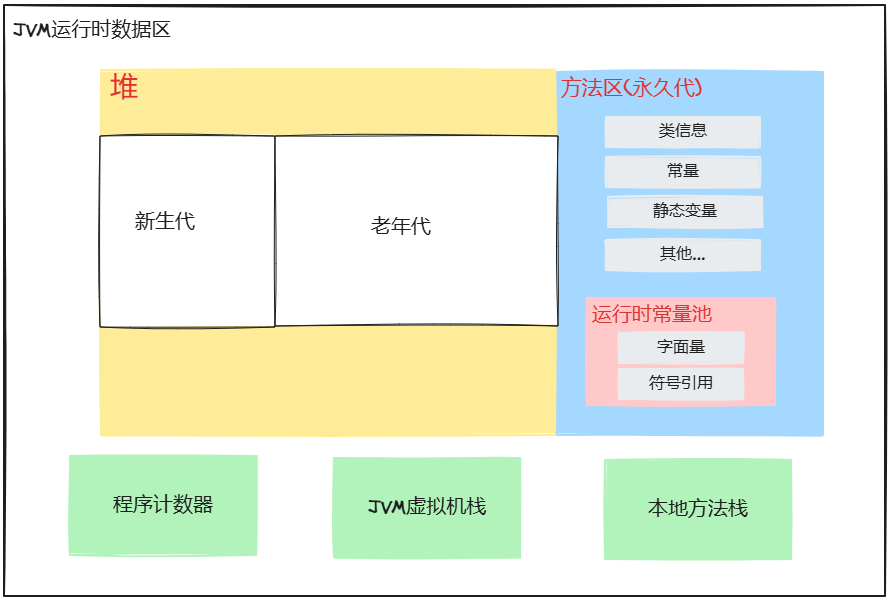 JVM运行时数据区
堆
方法区(永久代)
类信息
常量
静态变量
其他...
新生代
老年代
运行时常量池
字面量
符号引用
程序计数器
JVM虚拟机栈
本地方法栈